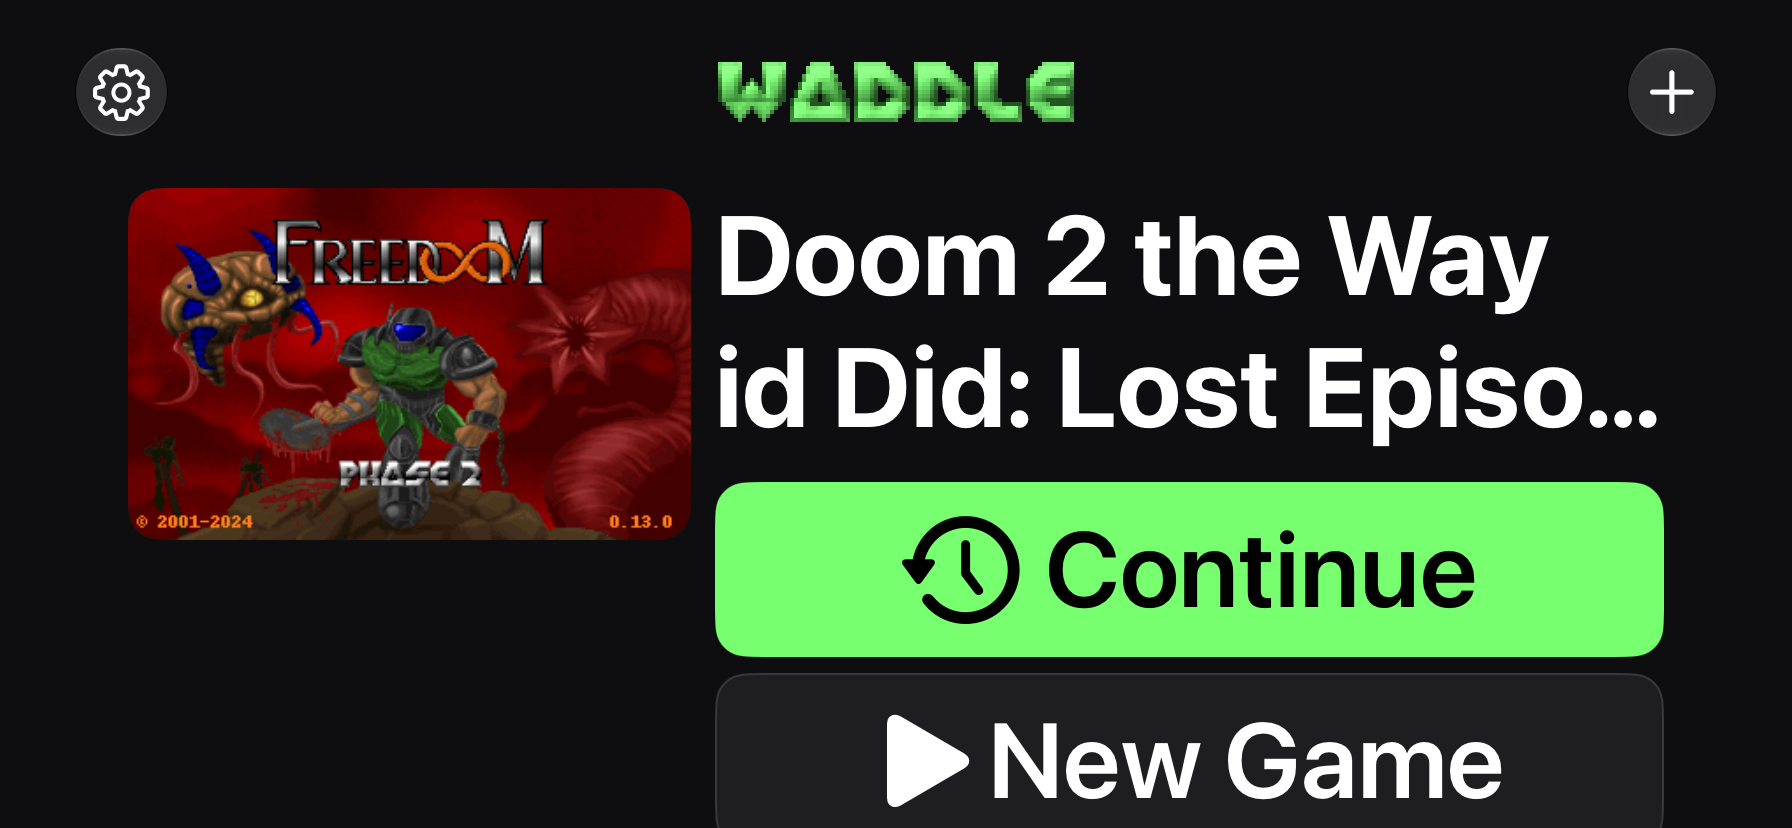 WADDLE
FREEDOOM
PHASE 2
© 2001-2024
0.13.0
Doom 2 the Way
id Did: Lost Episo...
Continue
New Game